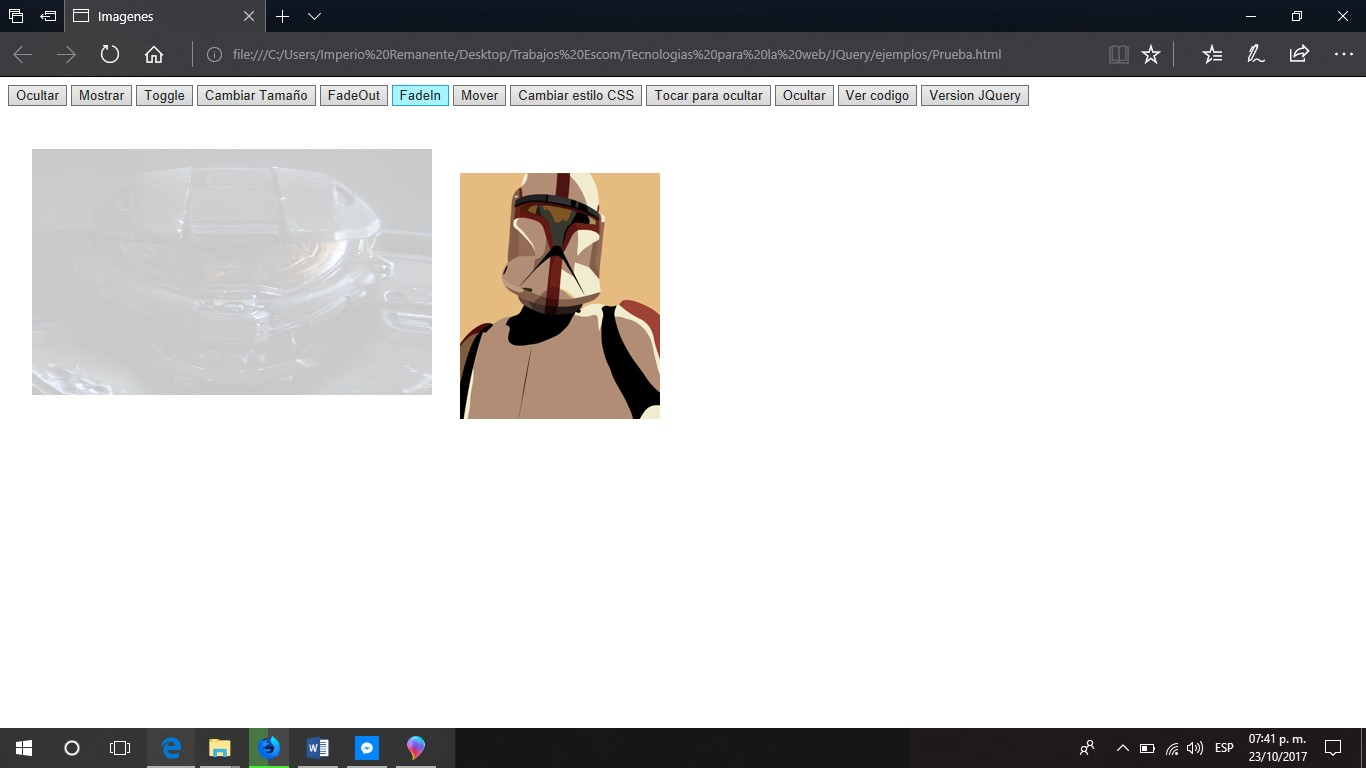 Imagenes
file:///C:/Users/Imperio%20Remanente/Desktop/Trabajos%20Escom/Tecnologias%20para%20la%20web/JQuery/ejemplos/Prueba.html
Ocultar Mostrar Toggle Cambiar Tamaño FadeOut FadeIn Mover Cambiar estilo CSS Tocar para ocultar Ocultar Ver codigo Version JQuery
ESP
07:41 p. m.
23/10/2017